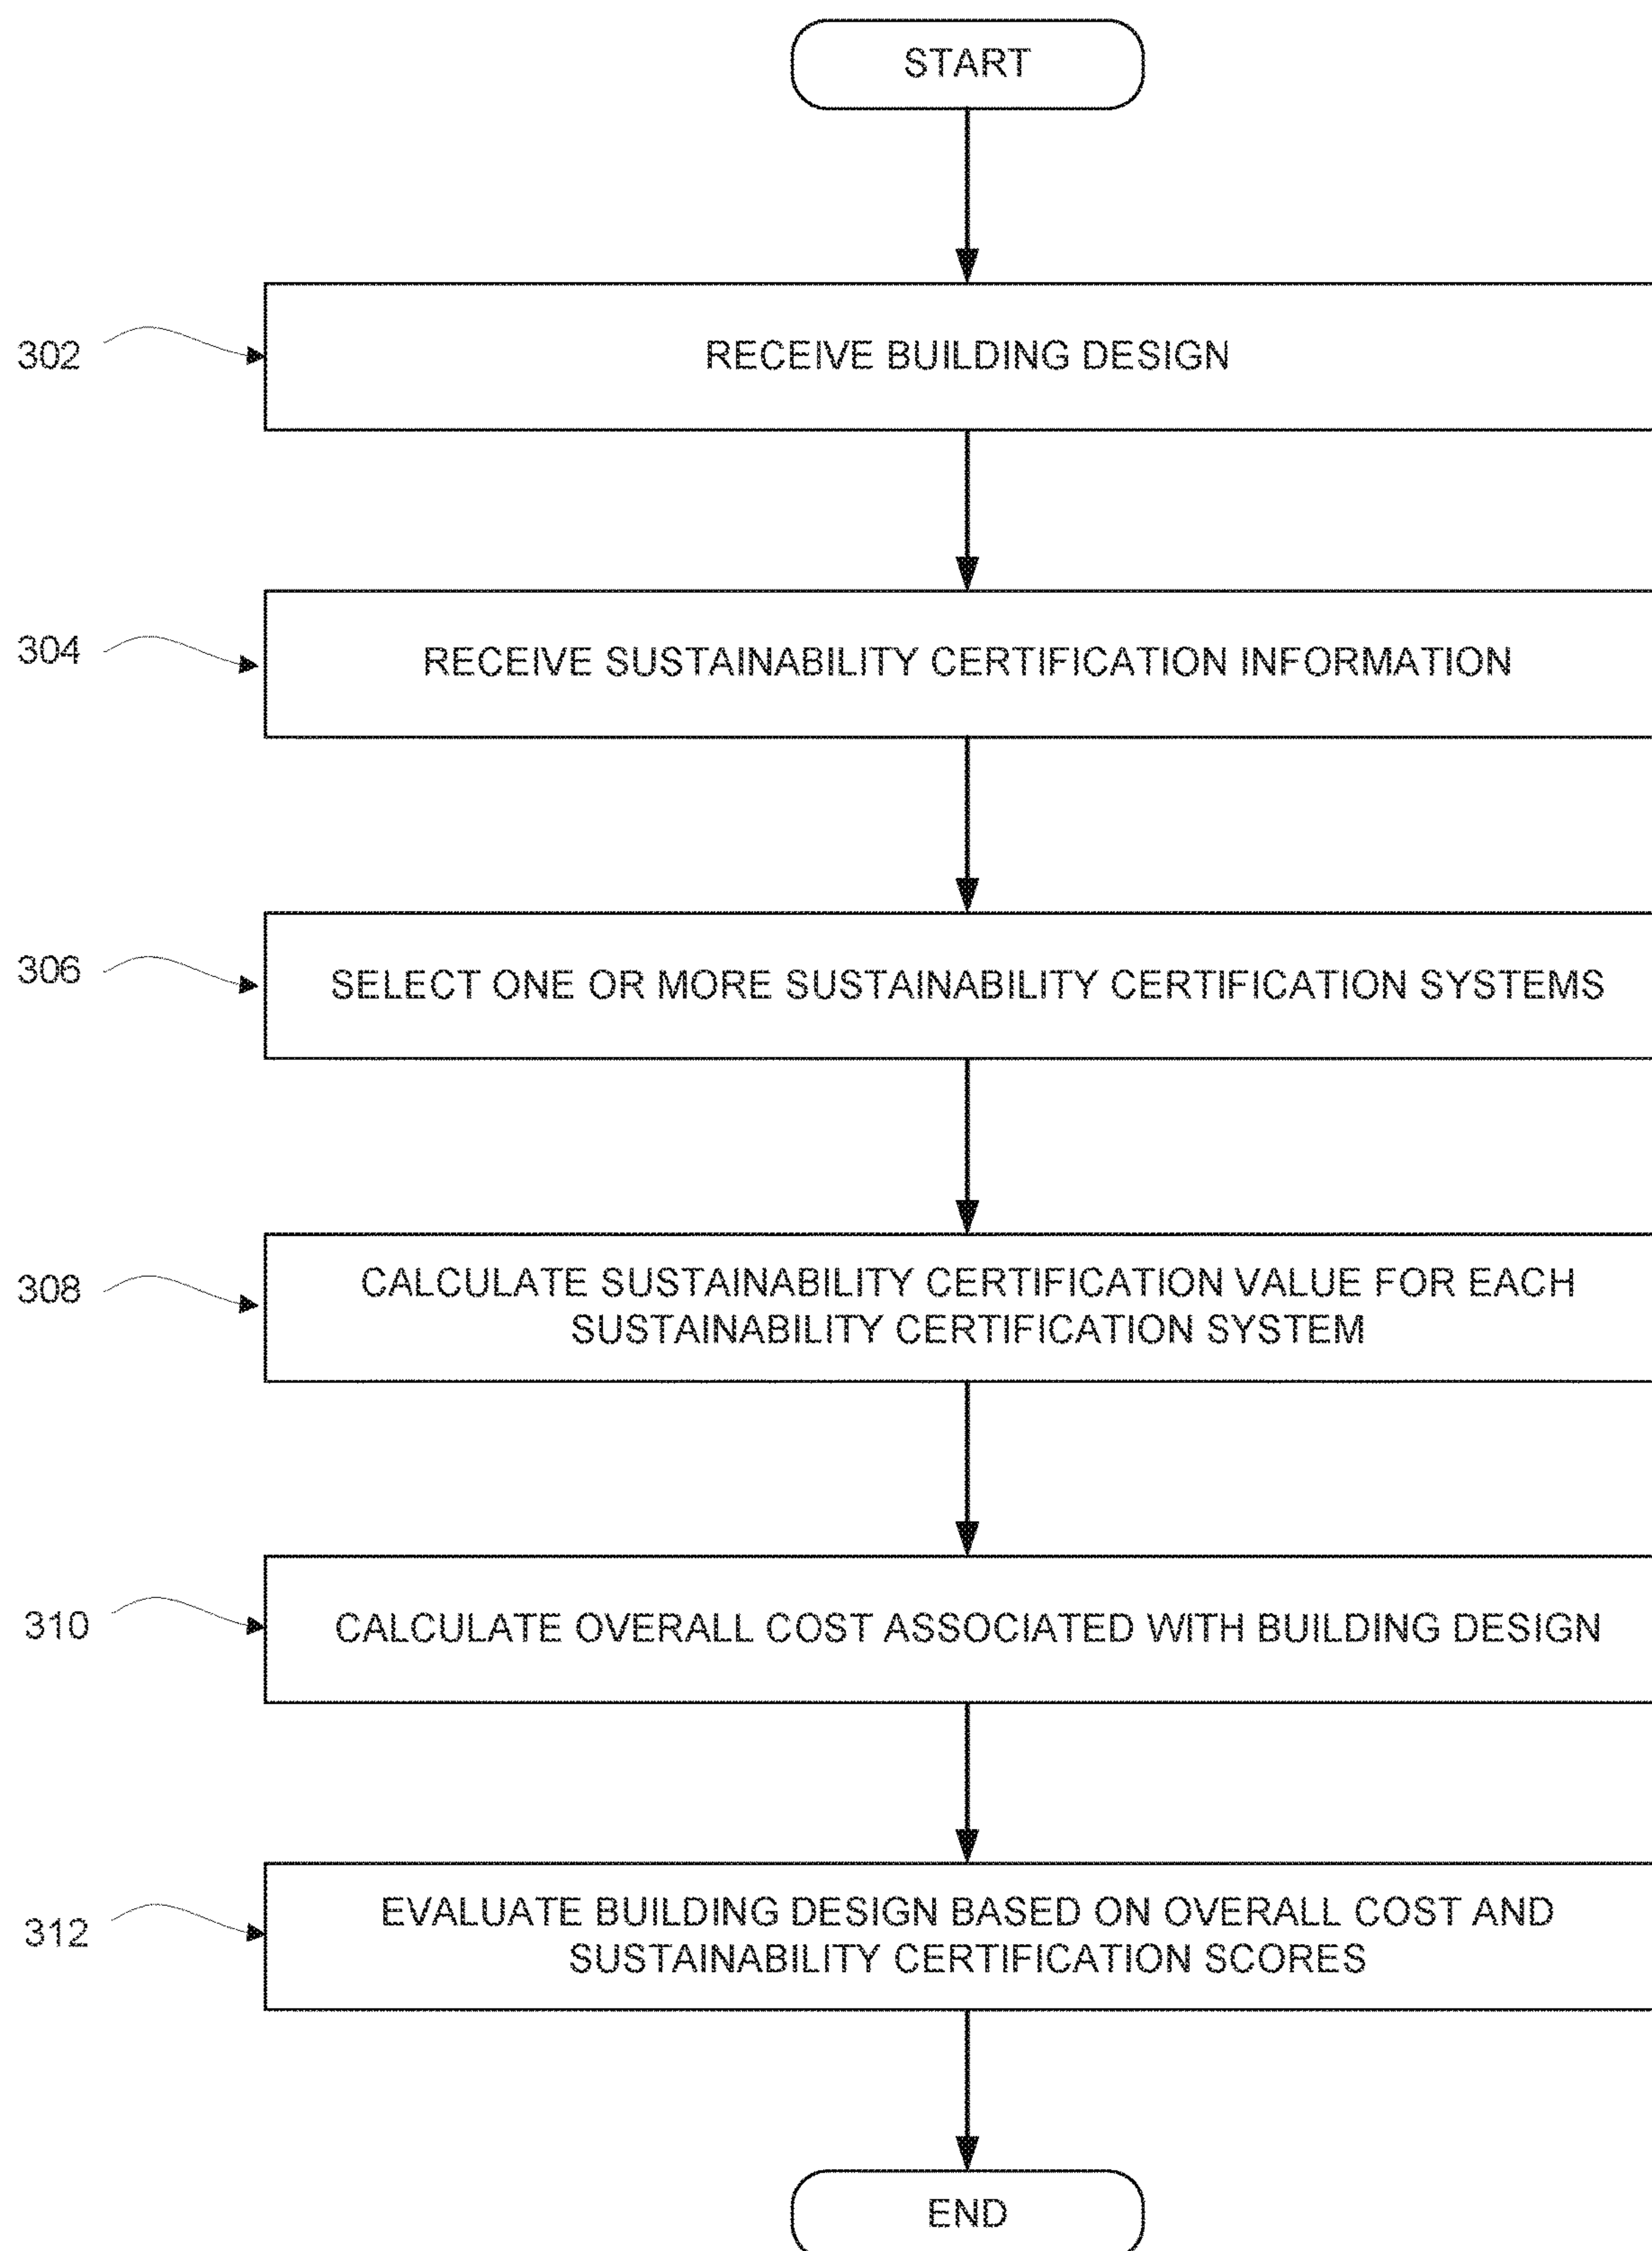 START
302
RECEIVE BUILDING DESIGN
304
RECEIVE SUSTAINABILITY CERTIFICATION INFORMATION
306
SELECT ONE OR MORE SUSTAINABILITY CERTIFICATION SYSTEMS
308
CALCULATE SUSTAINABILITY CERTIFICATION VALUE FOR EACH
SUSTAINABILITY CERTIFICATION SYSTEM
310
CALCULATE OVERALL COST ASSOCIATED WITH BUILDING DESIGN
312
EVALUATE BUILDING DESIGN BASED ON OVERALL COST AND
SUSTAINABILITY CERTIFICATION SCORES
END